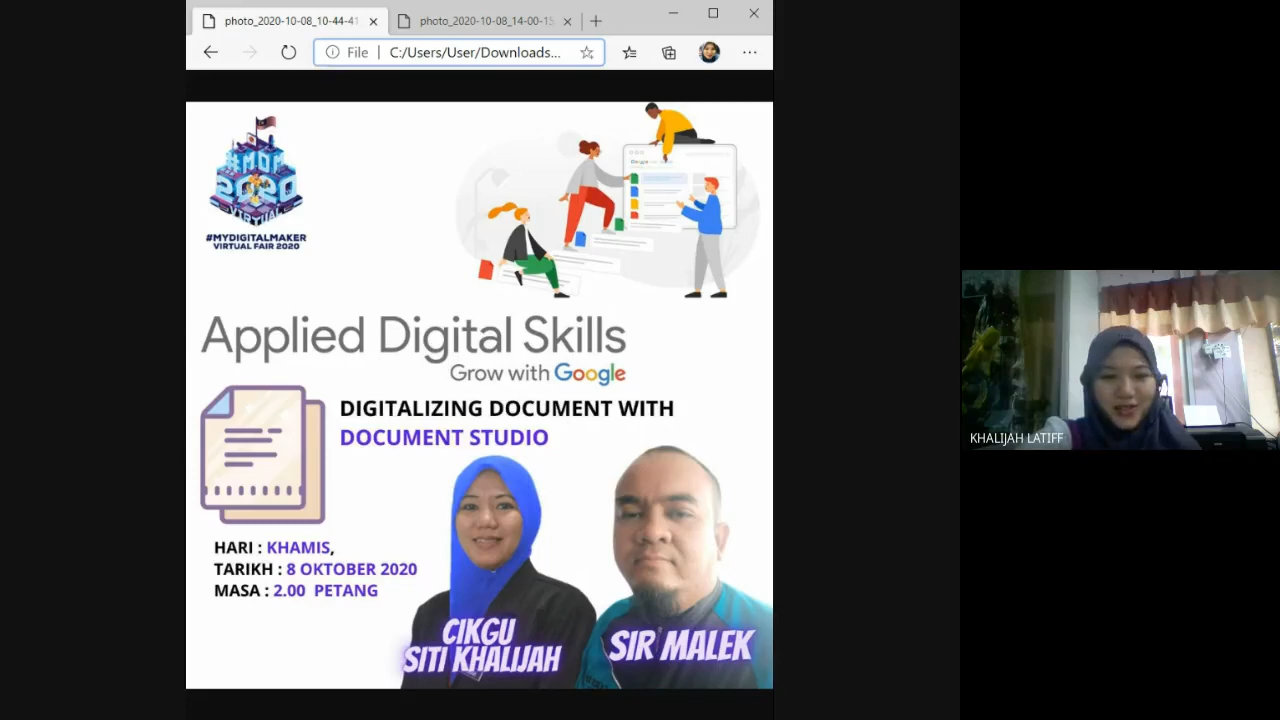 photo_2020-10-08_10-44-41
photo_2020-10-08_14-00-15
File
C:/Users/User/Downloads...
#MDM
2020
VIRTUAL
#MYDIGITALMAKER
VIRTUAL FAIR 2020
Applied Digital Skills
Grow with Google
DIGITALIZING DOCUMENT WITH
DOCUMENT STUDIO
HARI : KHAMIS,
TARIKH : 8 OKTOBER 2020
MASA : 2.00 PETANG
CIKGU
SITI KHALIJAH
SIR MALEK
KHALIJAH LATIFF